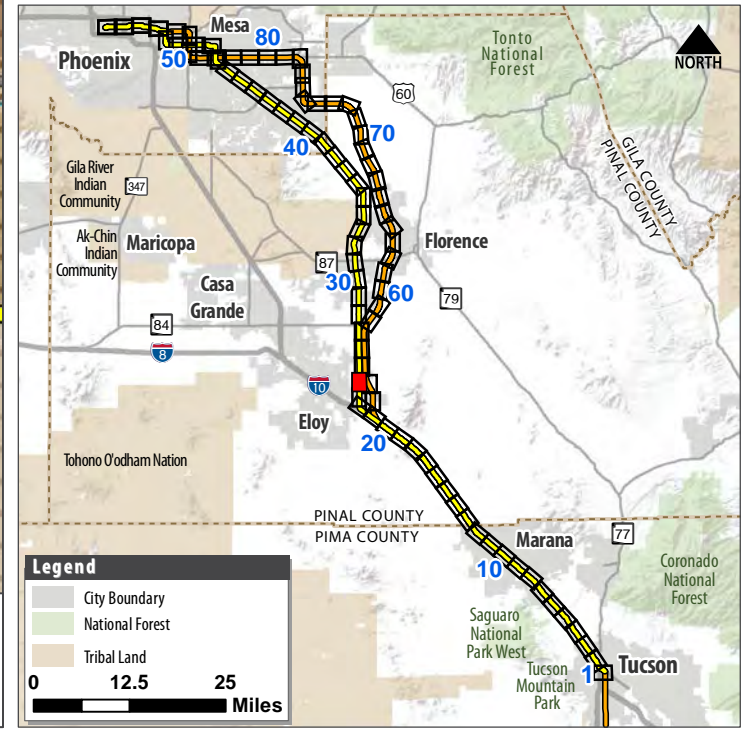 Mesa
80
Phoenix
50
Tonto
National
Forest
NORTH
60
70
40
GILA COUNTY
PINAL COUNTY
Gila River
Indian
Community
347
Ak-Chin
Indian
Community
Maricopa
Florence
87
30
60
79
Casa
Grande
84
8
10
Eloy
20
Tohono O'odham Nation
PINAL COUNTY
PIMA COUNTY
Marana
77
10
Coronado
National
Forest
Saguaro
National
Park West
Tucson
Mountain
Park
1
Tucson
Legend
City Boundary
National Forest
Tribal Land
0 12.5 25
Miles